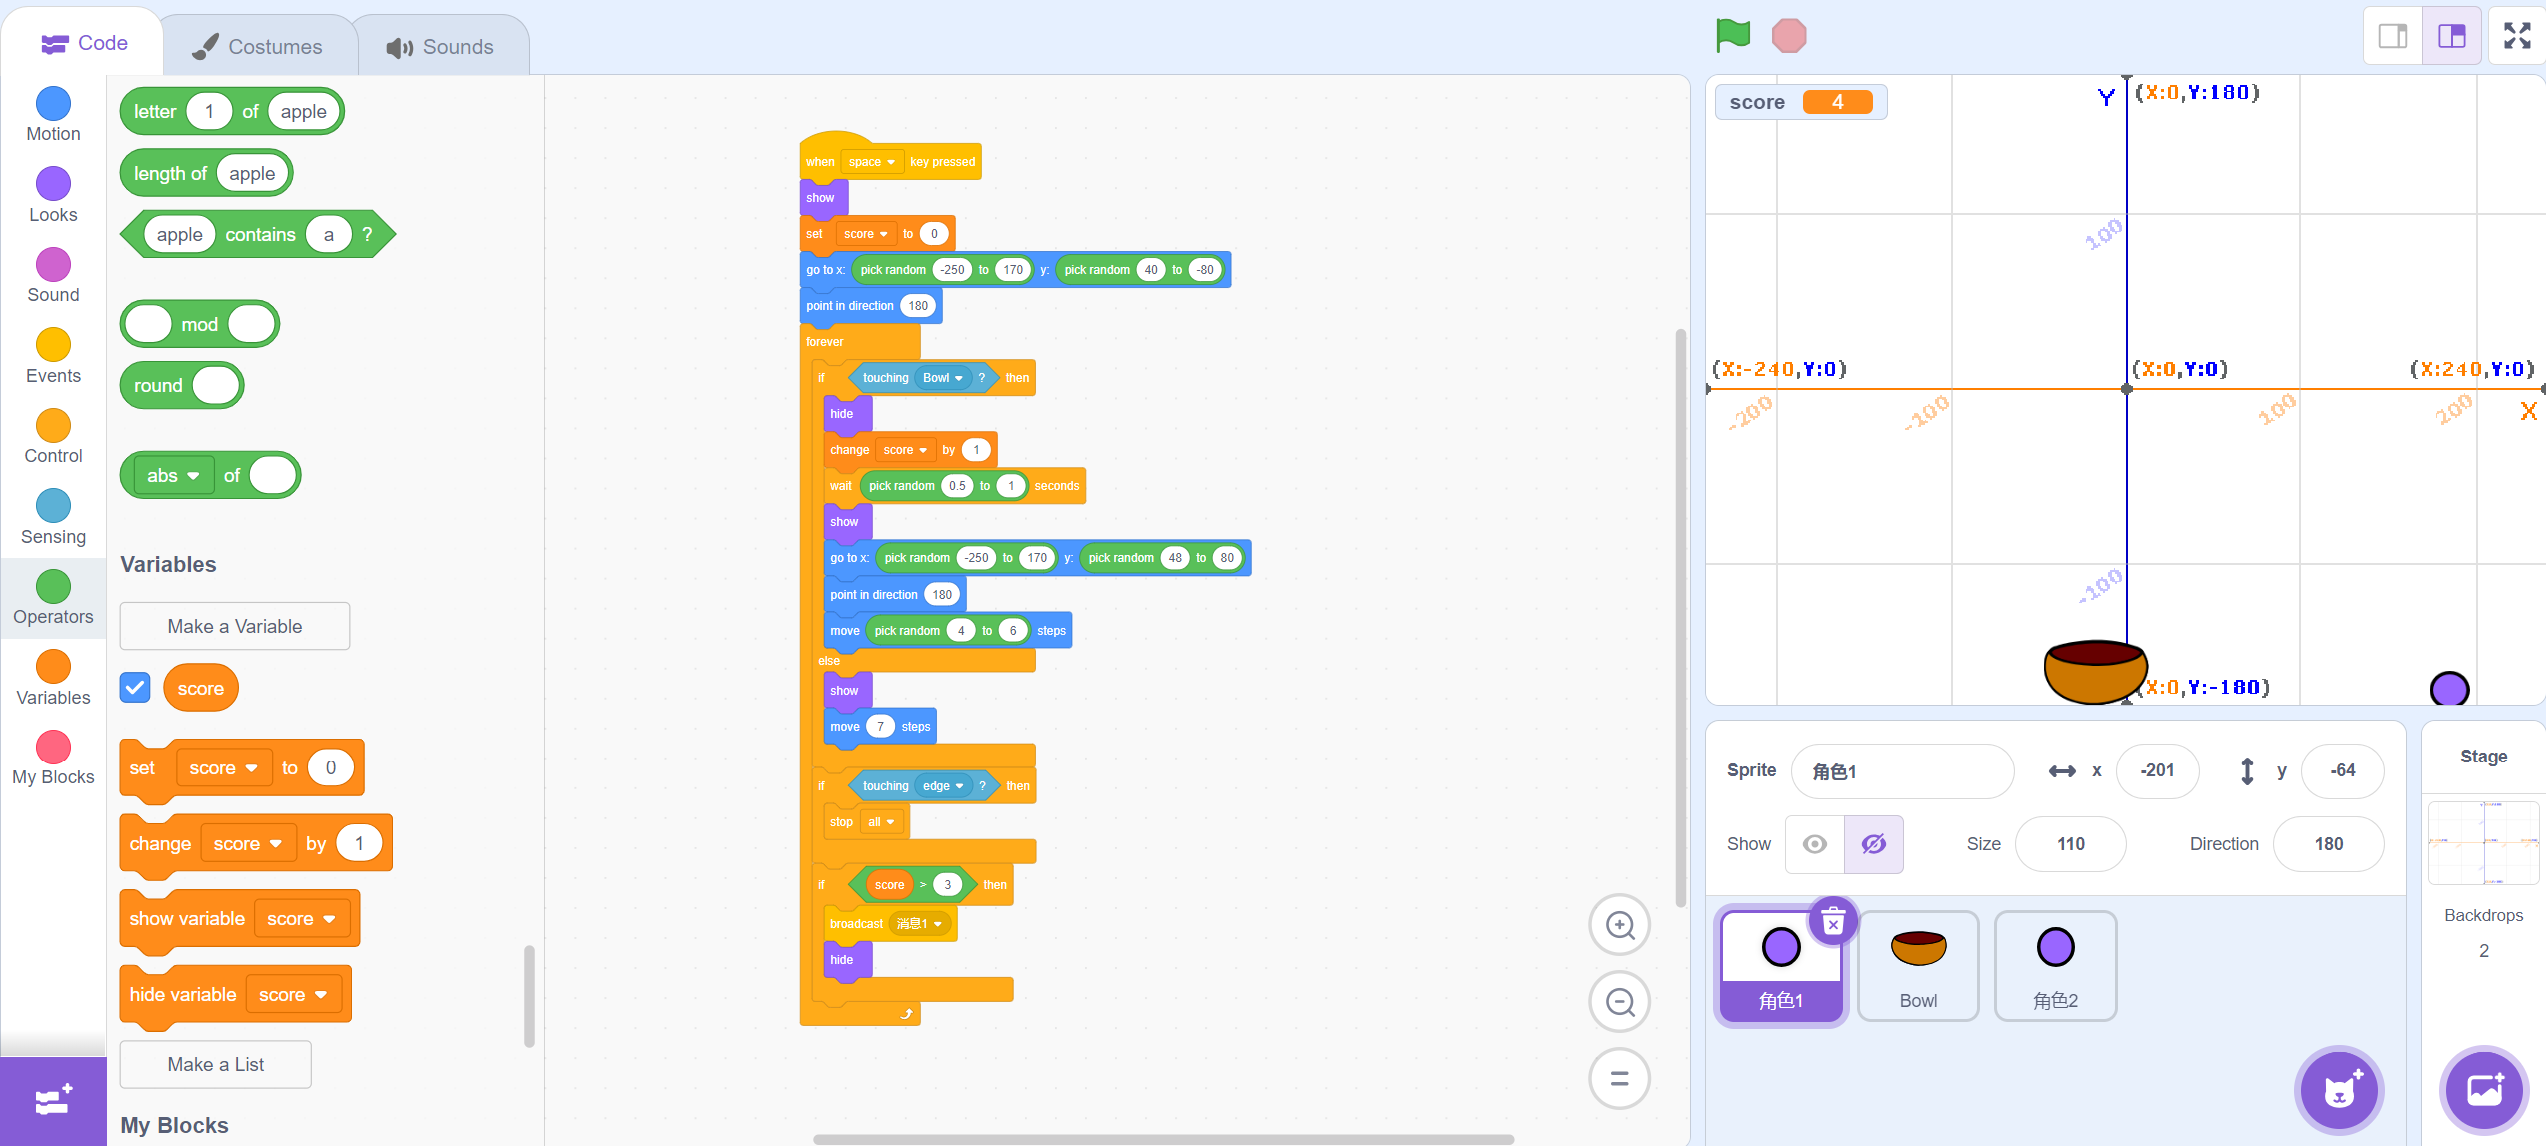 Code
Costumes
Sounds
Motion
Looks
Sound
Events
Control
Sensing
Operators
Variables
My Blocks
letter 1 of apple
length of apple
apple contains a ?
mod
round
abs of
Variables
Make a Variable
score
set score to 0
change score by 1
show variable score
hide variable score
Make a List
My Blocks
when space key pressed
show
set score to 0
go to x: pick random -250 to 170 y: pick random 40 to -80
point in direction 180
forever
if touching Bowl ? then
hide
change score by 1
wait pick random 0.5 to 1 seconds
show
go to x: pick random -250 to 170 y: pick random 48 to 80
point in direction 180
move pick random 4 to 6 steps
else
show
move 7 steps
if touching edge ? then
stop all
if score > 3 then
broadcast 消息1
hide
score 4
Y (X:0,Y:180)
100
(X:-240,Y:0) (X:0,Y:0) (X:240,Y:0)
-200 -100 100 200 X
-100
(X:0,Y:-180)
Sprite 角色1 x -201 y -64
Show Size 110 Direction 180
角色1
Bowl
角色2
Stage
Backdrops
2